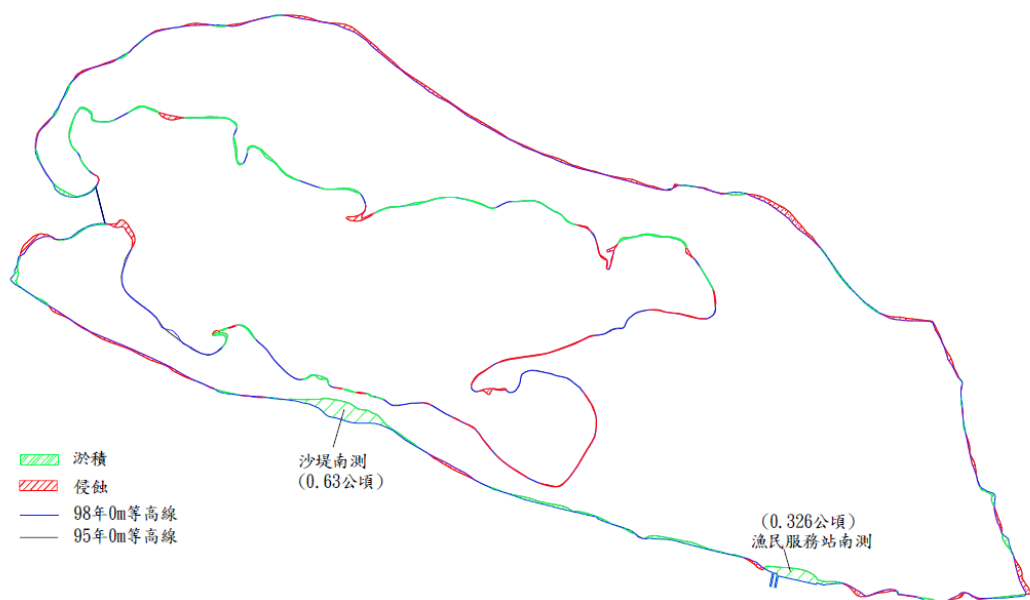 淤積
侵蝕
98年0m等高線
95年0m等高線
沙堤南測
(0.63公頃)
(0.326公頃)
漁民服務站南測